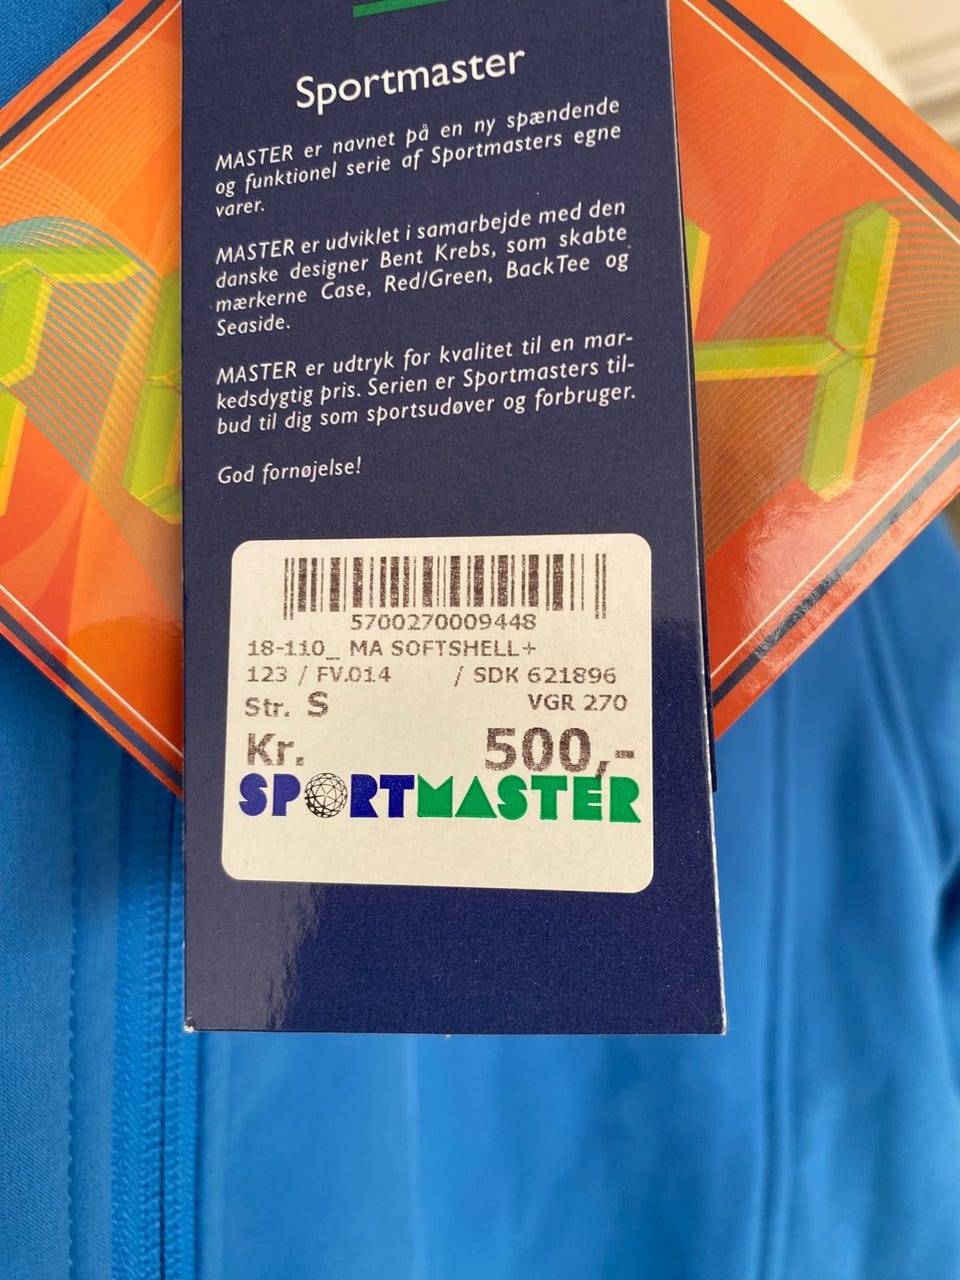 Sportmaster
MASTER er navnet på en ny spændende
og funktionel serie af Sportmasters egne
varer.
MASTER er udviklet i samarbejde med den
danske designer Bent Krebs, som skabte
mærkerne Case, Red/Green, BackTee og
Seaside.
MASTER er udtryk for kvalitet til en mar-
kedsdygtig pris. Serien er Sportmasters til-
bud til dig som sportsudøver og forbruger.
God fornøjelse!
5700270009448
18-110_ MA SOFTSHELL+
123 / FV.014 / SDK 621896
Str. S VGR 270
Kr. 500,-
SPORTMASTER